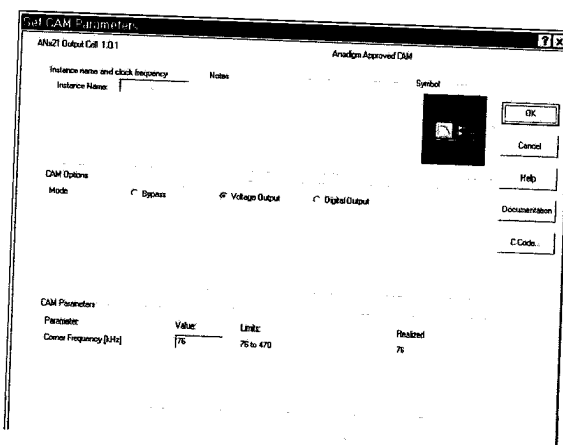 Set CAM Parameters
ANx21 Output Cell 1.0.1
Anadigm Approved CAM
Instance name and clock frequency
Notes
Symbol
Instance Name:
OK
Cancel
Help
Documentation
C Code...
CAM Options
Mode
Bypass
Voltage Output
Digital Output
CAM Parameters
Parameter
Value:
Limits:
Realized
Corner Frequency [kHz]
76
76 to 470
76